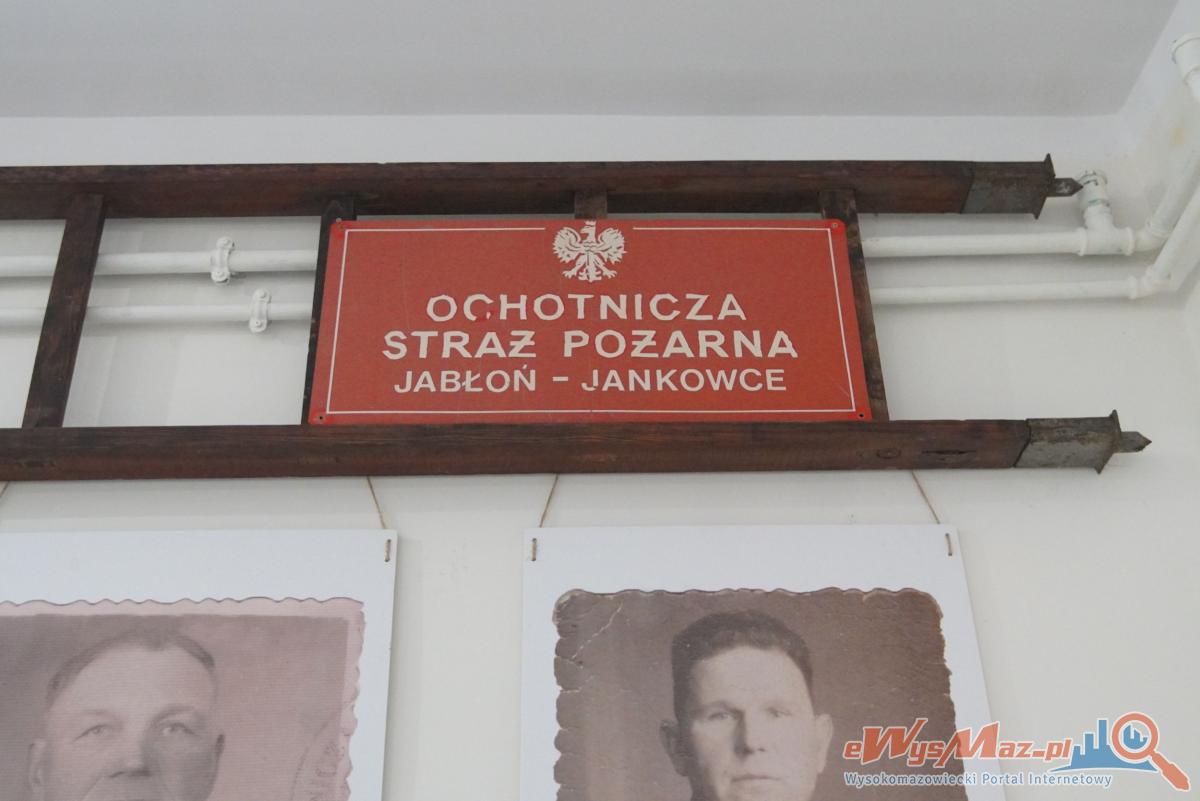 OCHOTNICZA
STRAŻ POŻARNA
JABŁOŃ - JANKOWCE
eWysMaz.pl
Wysokomazowiecki Portal Internetowy